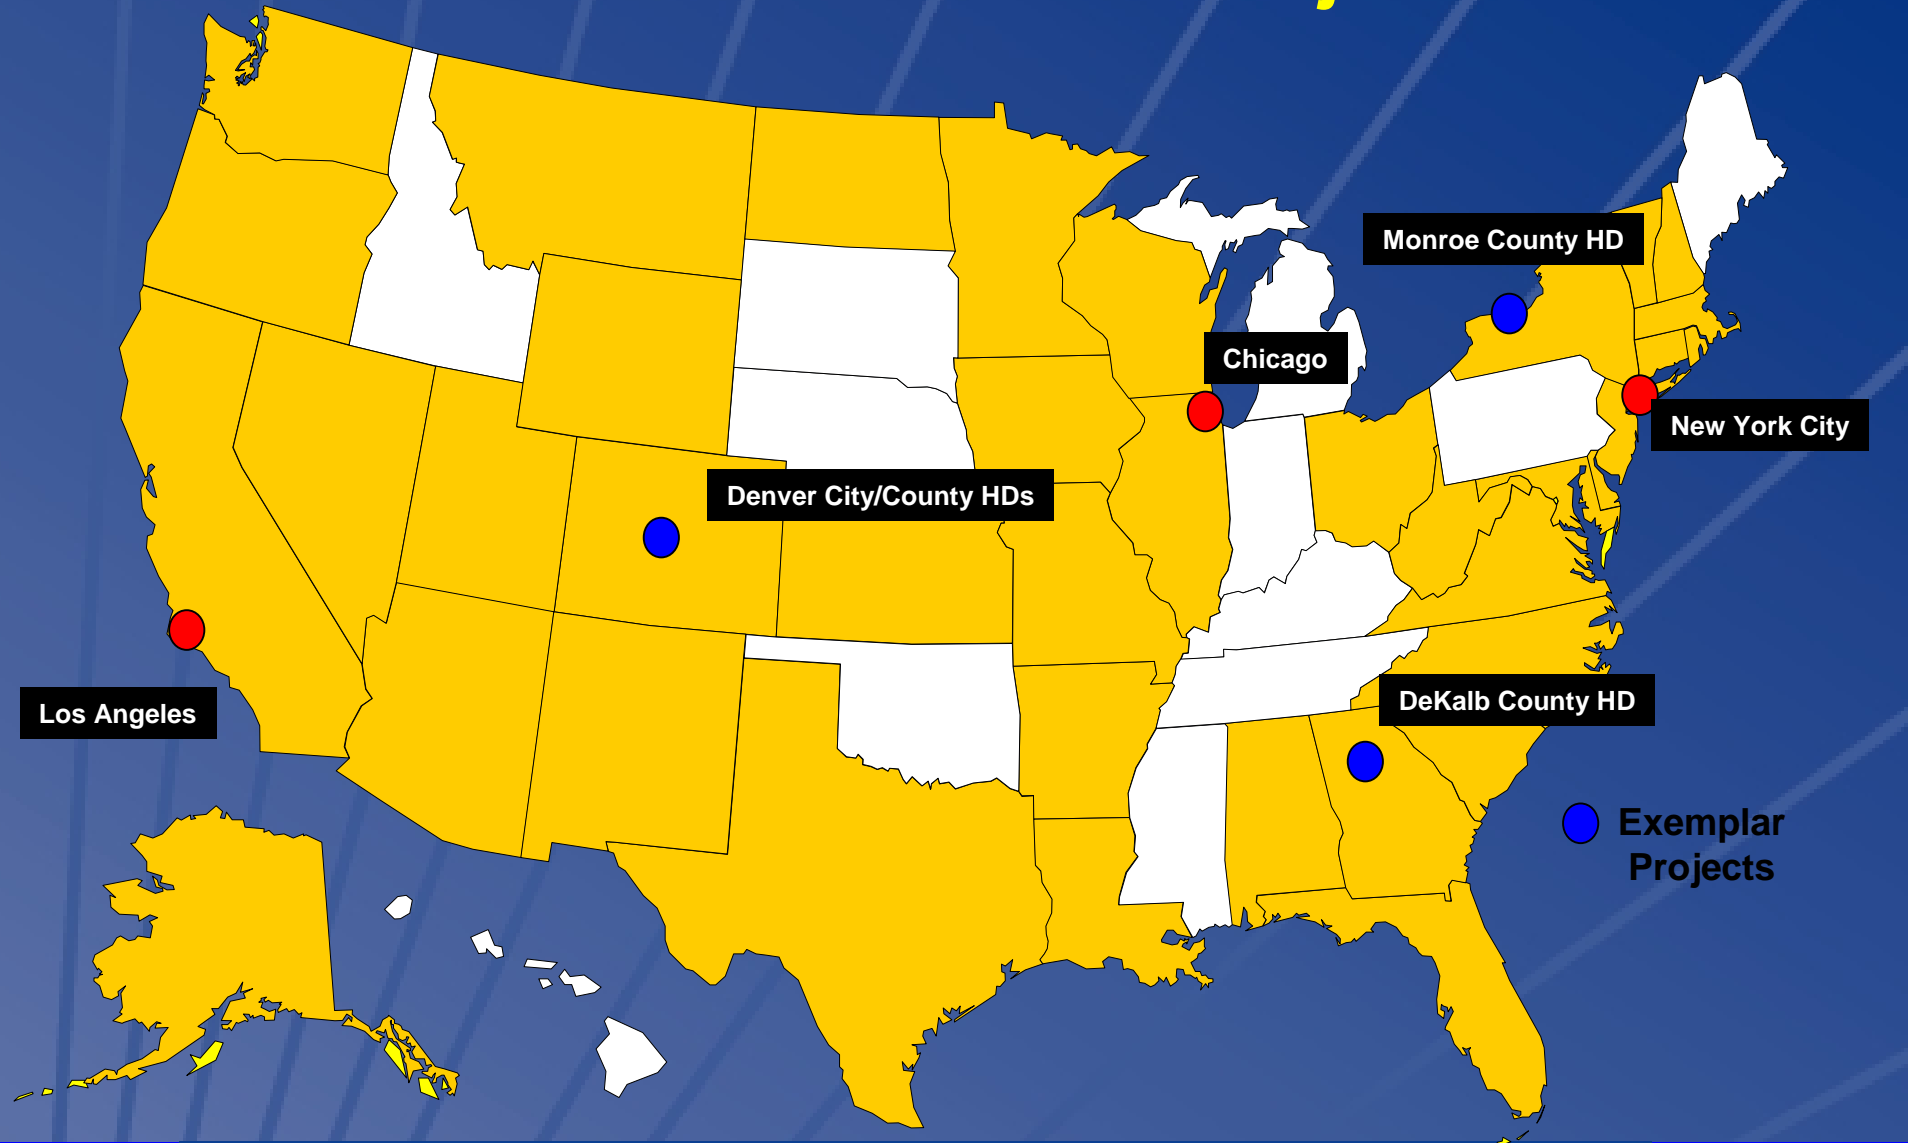 Monroe County HD
Chicago
New York City
Denver City/County HDs
Los Angeles
DeKalb County HD
Exemplar
Projects